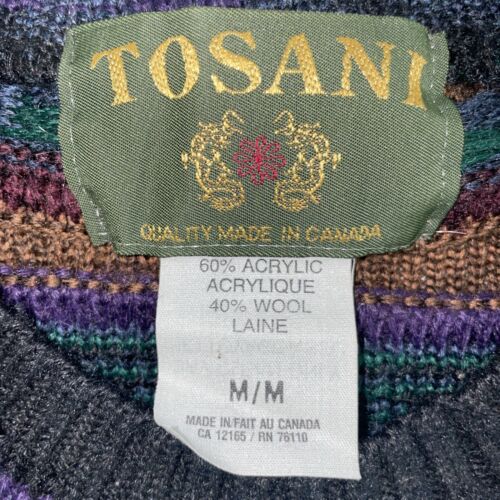 TOSANI
QUALITY MADE IN CANADA
60% ACRYLIC
ACRYLIQUE
40% WOOL
LAINE
M/M
MADE IN/FAIT AU CANADA
CA 12165 / RN 76110